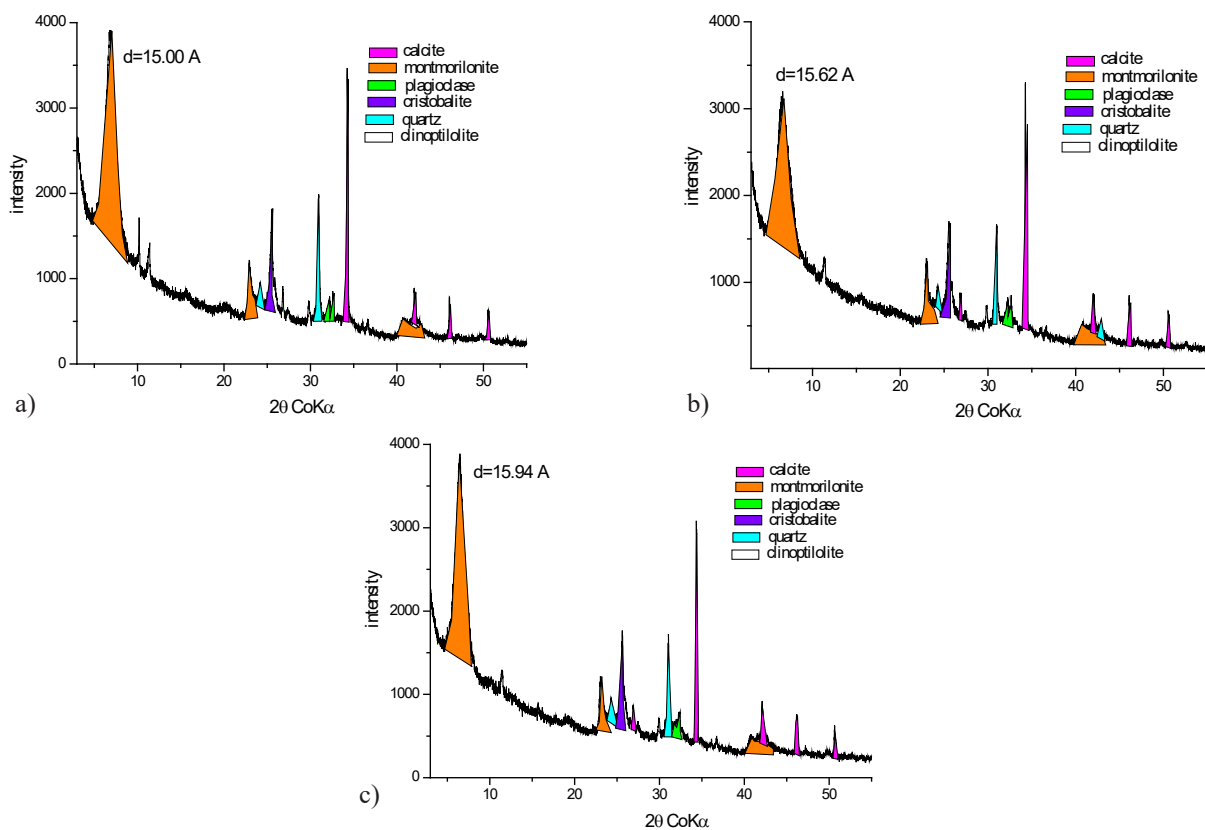 4000
3000
2000
1000
0
intensity
d=15.00 A
calcite
montmorilonite
plagioclase
cristobalite
quartz
clinoptilolite
10 20 30 40 50
2θ CoKα
a)
4000
3000
2000
1000
0
intensity
d=15.62 A
calcite
montmorilonite
plagioclase
cristobalite
quartz
clinoptilolite
10 20 30 40 50
2θ CoKα
b)
4000
3000
2000
1000
0
intensity
d=15.94 A
calcite
montmorilonite
plagioclase
cristobalite
quartz
clinoptilolite
10 20 30 40 50
2θ CoKα
c)